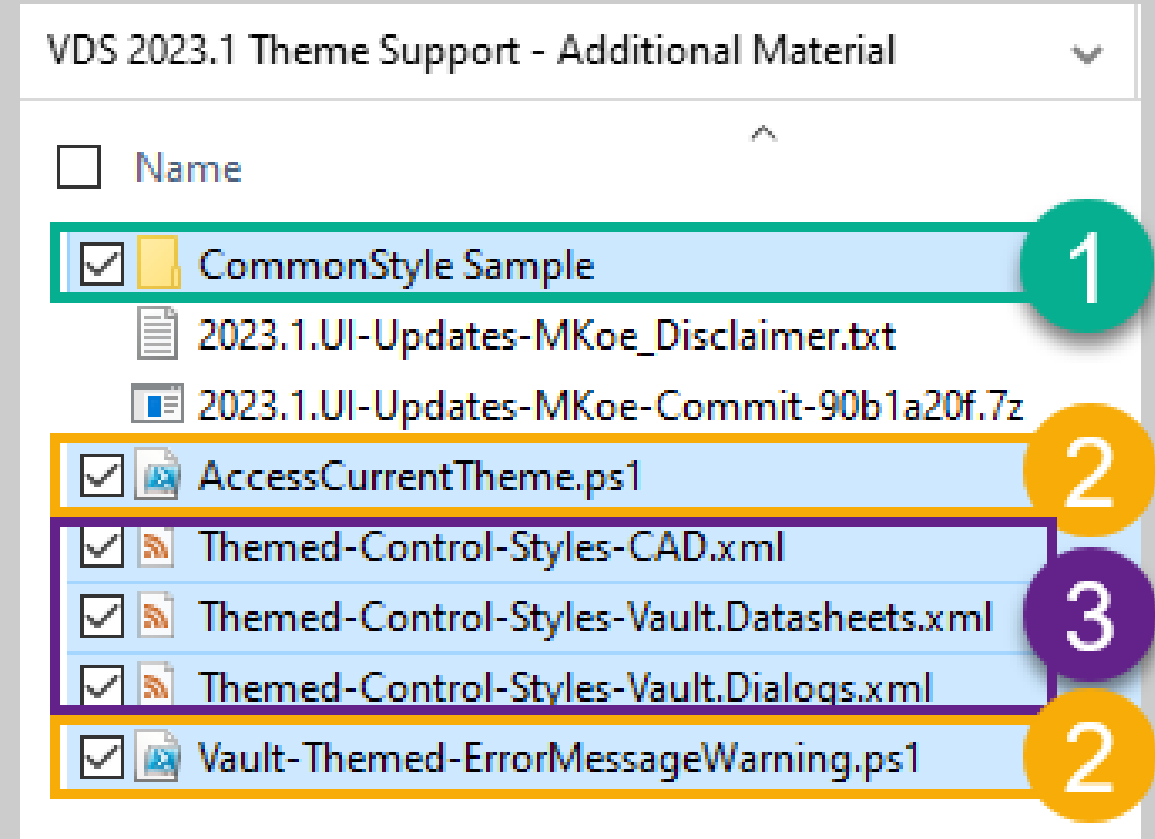 VDS 2023.1 Theme Support - Additional Material
Name
CommonStyle Sample 1
2023.1.UI-Updates-MKoe_Disclaimer.txt
2023.1.UI-Updates-MKoe-Commit-90b1a20f.7z
AccessCurrentTheme.ps1 2
Themed-Control-Styles-CAD.xml
Themed-Control-Styles-Vault.Datasheets.xml 3
Themed-Control-Styles-Vault.Dialogs.xml
Vault-Themed-ErrorMessageWarning.ps1 2